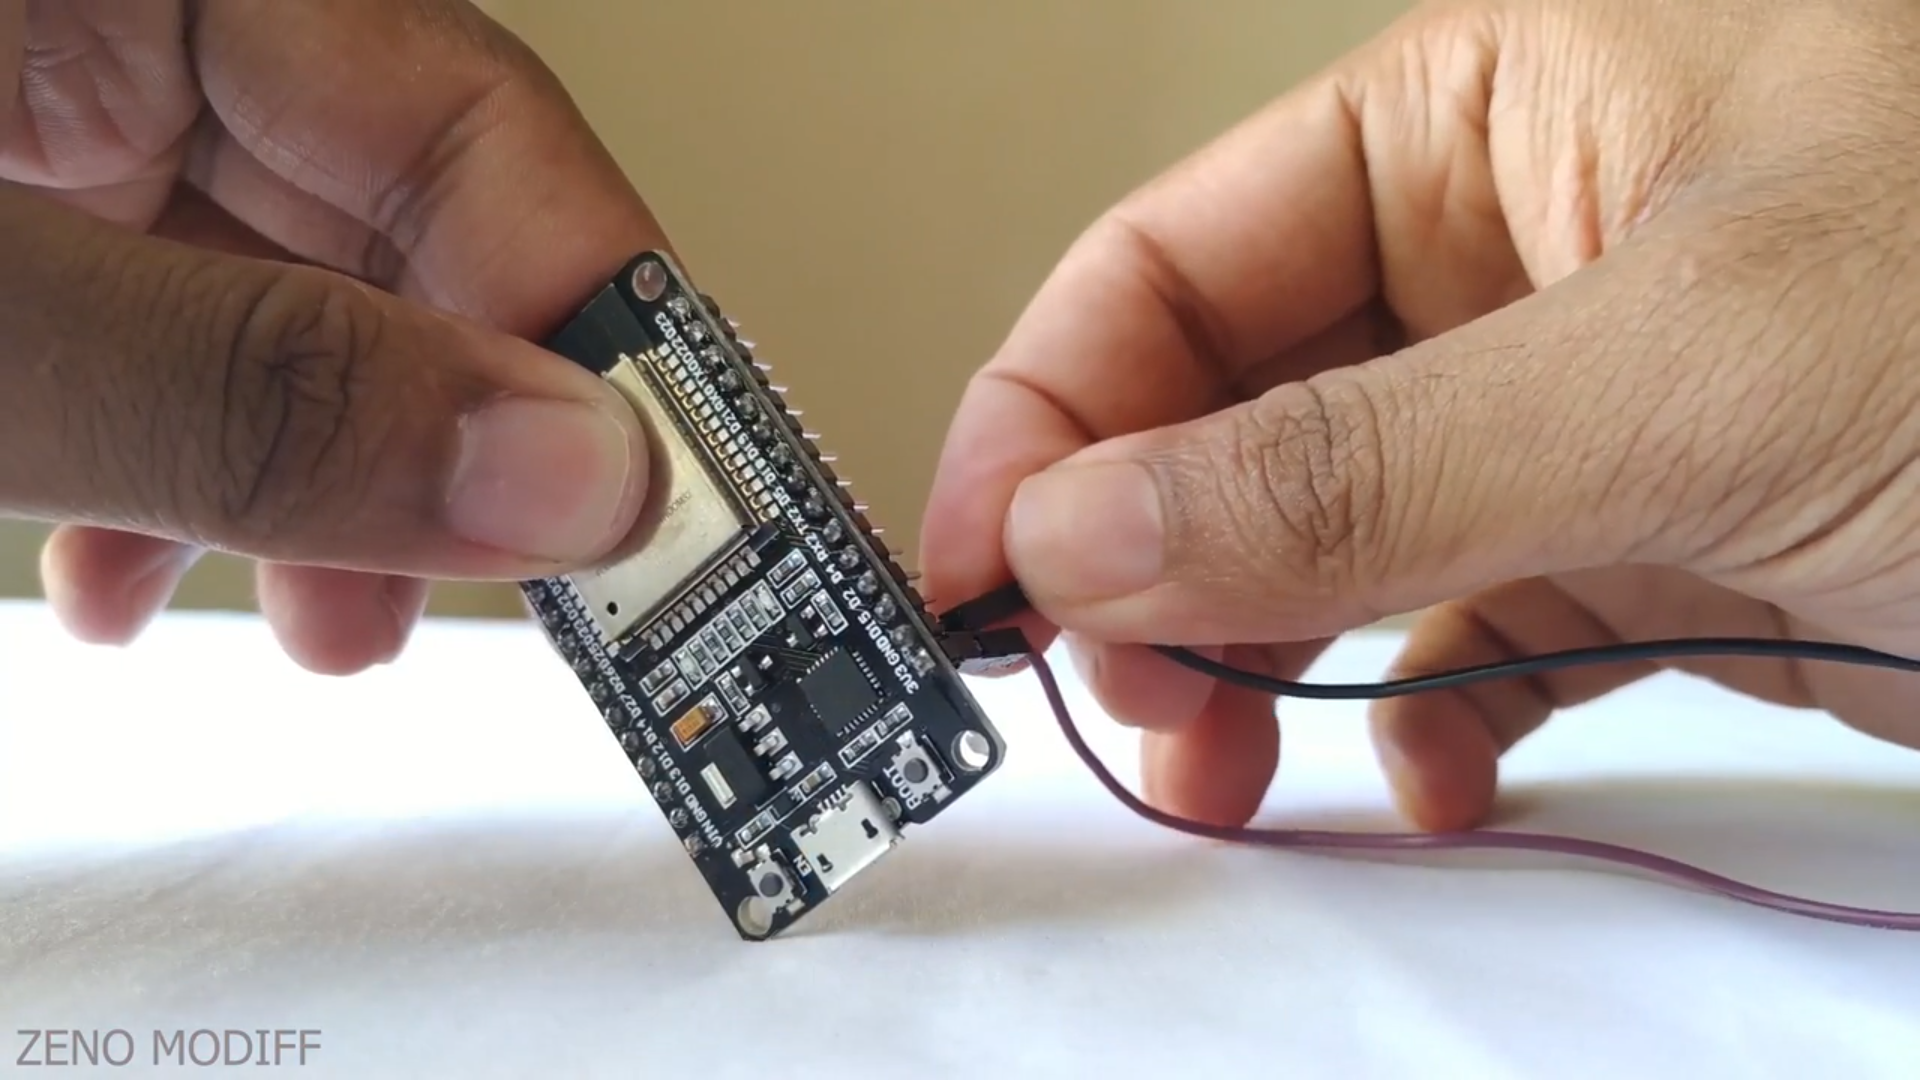 D23
D22 TX0 RX0 D21 D19 D18 D5 TX2 RX2 D4 D2 D15 GND 3V3
D25 D26 D27 D14 D12 D13 GND VIN
BOOT
EN
ZENO MODIFF